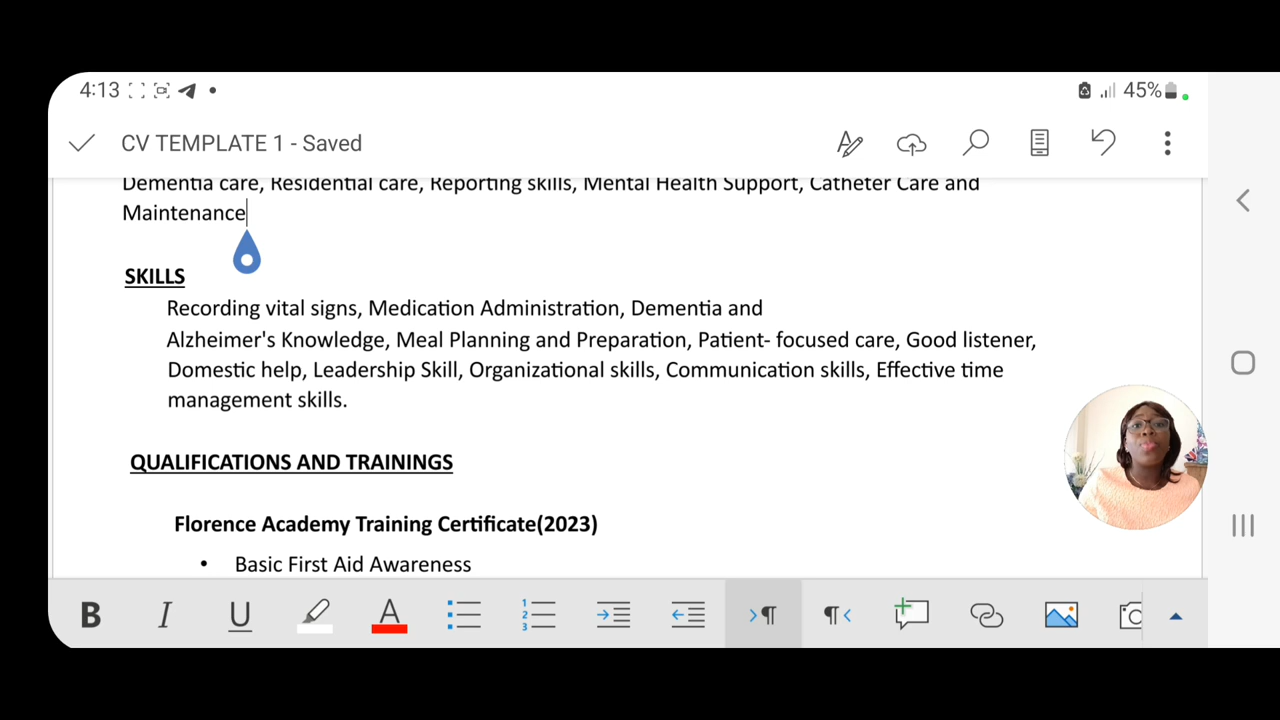 4:13
45%
CV TEMPLATE 1 - Saved
Dementia care, Residential care, Reporting skills, Mental Health Support, Catheter Care and
Maintenance
SKILLS
Recording vital signs, Medication Administration, Dementia and
Alzheimer's Knowledge, Meal Planning and Preparation, Patient- focused care, Good listener,
Domestic help, Leadership Skill, Organizational skills, Communication skills, Effective time
management skills.
QUALIFICATIONS AND TRAININGS
Florence Academy Training Certificate(2023)
• Basic First Aid Awareness
B I U A